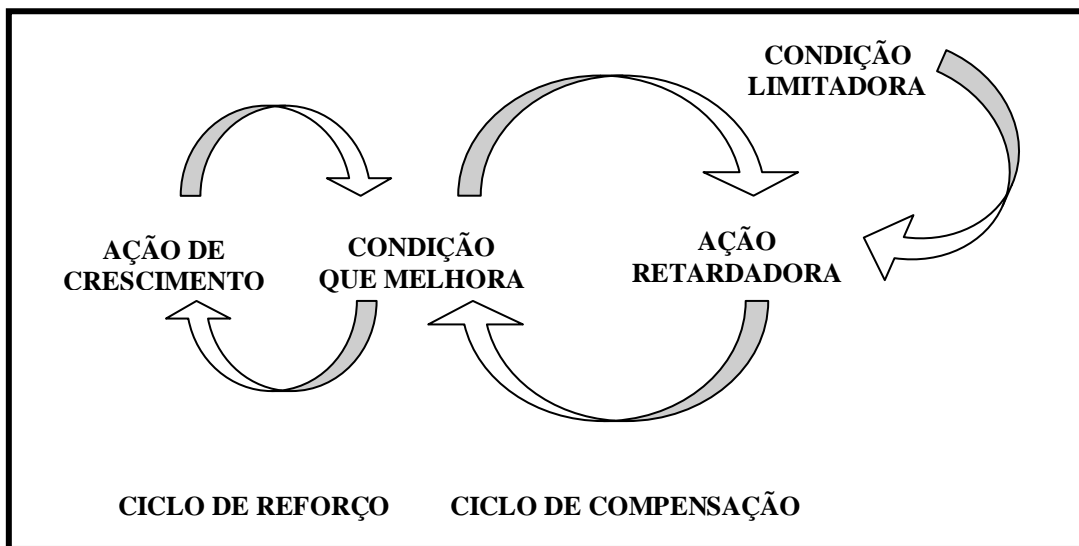 CONDIÇÃO
LIMITADORA
AÇÃO DE
CRESCIMENTO
CONDIÇÃO
QUE MELHORA
AÇÃO
RETARDADORA
CICLO DE REFORÇO
CICLO DE COMPENSAÇÃO